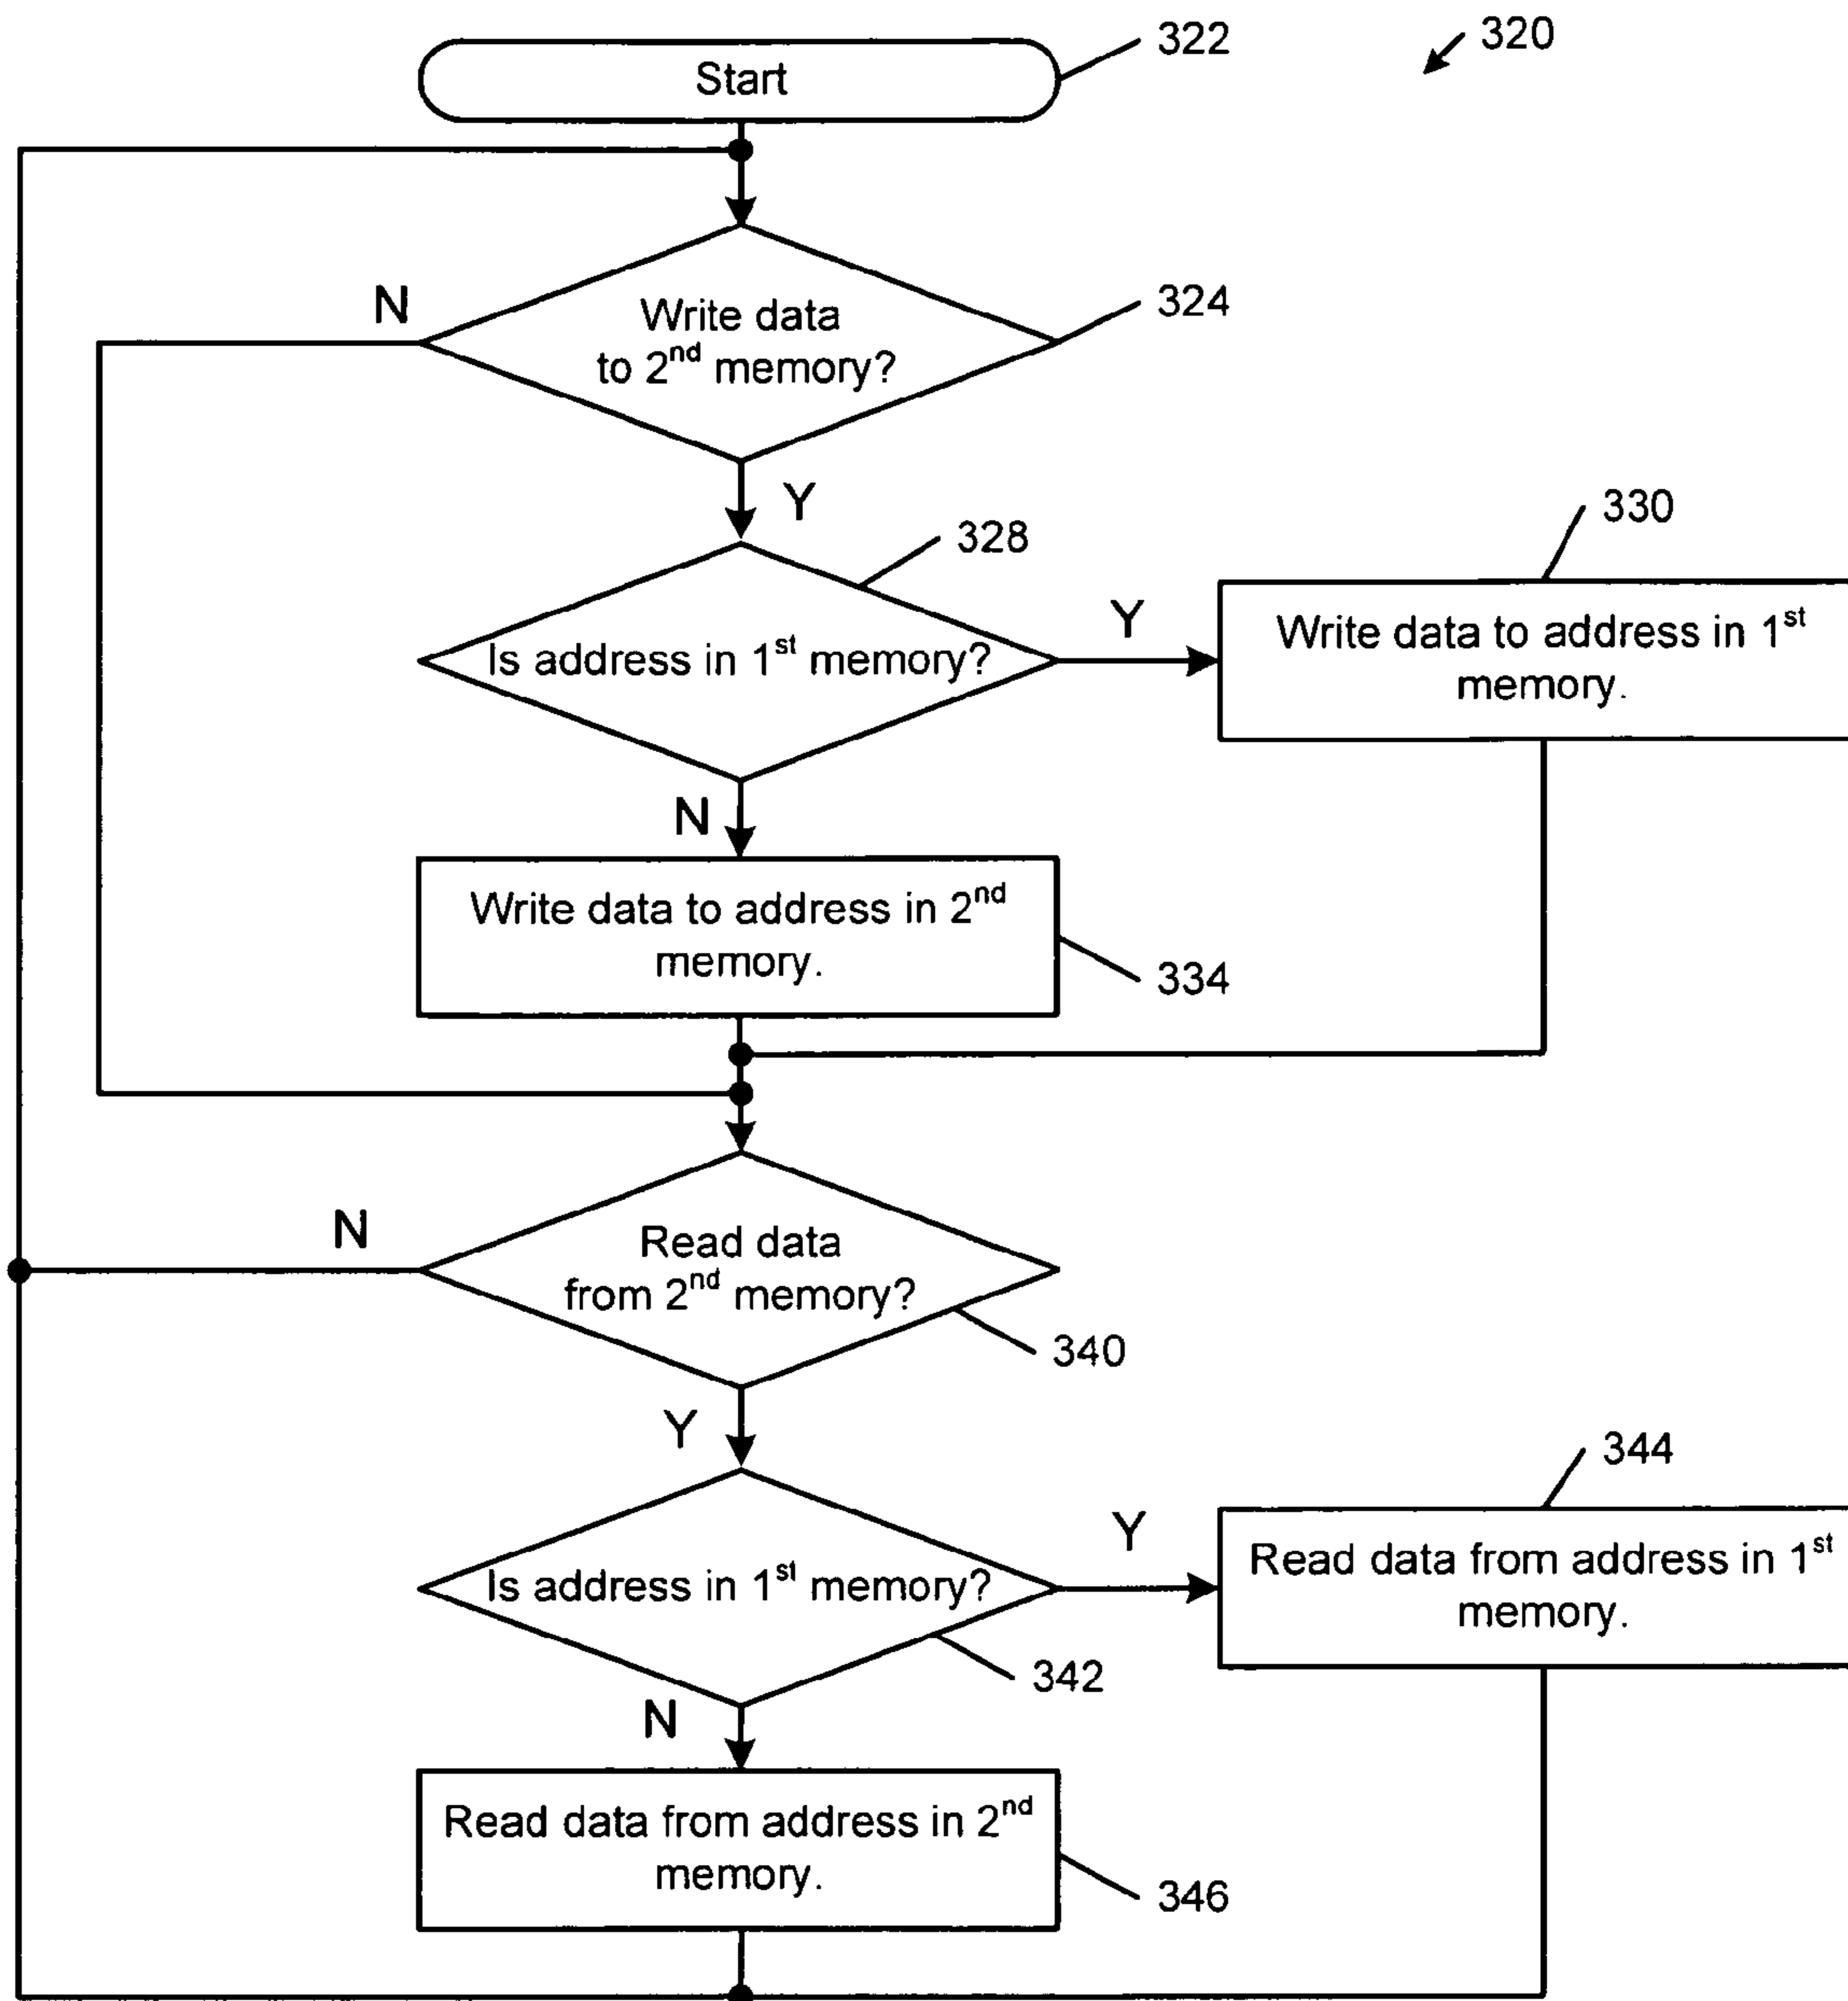 322
320
Start
N
324
Write data
to 2nd memory?
Y
328
330
Is address in 1st memory?
Y
Write data to address in 1st
memory.
N
Write data to address in 2nd
memory.
334
N
Read data
from 2nd memory?
340
Y
344
Is address in 1st memory?
Y
Read data from address in 1st
memory.
342
N
Read data from address in 2nd
memory.
346